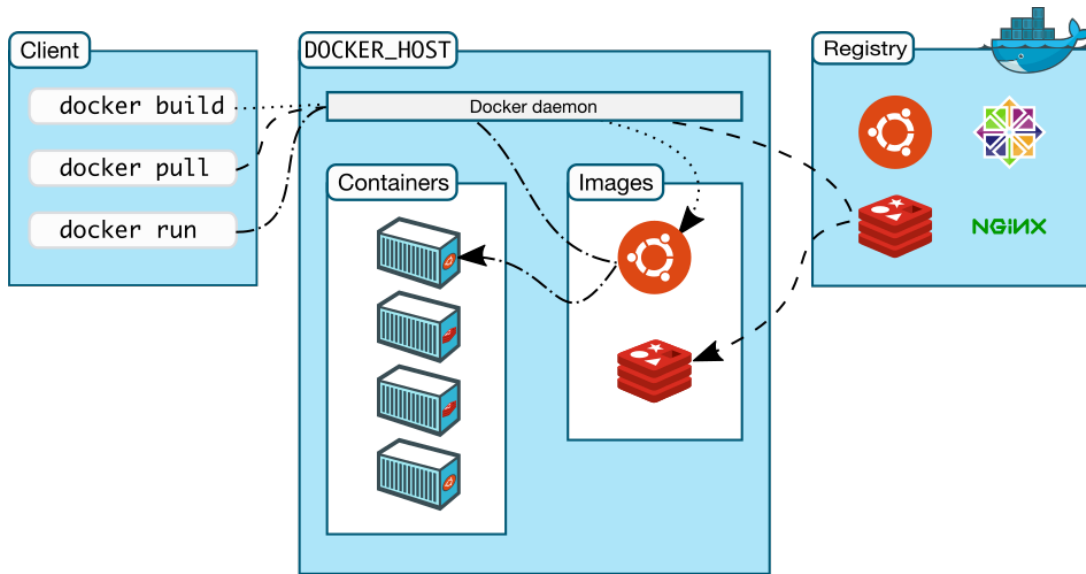 Client
docker build
docker pull
docker run
DOCKER_HOST
Docker daemon
Containers
Images
Registry
NGiNX